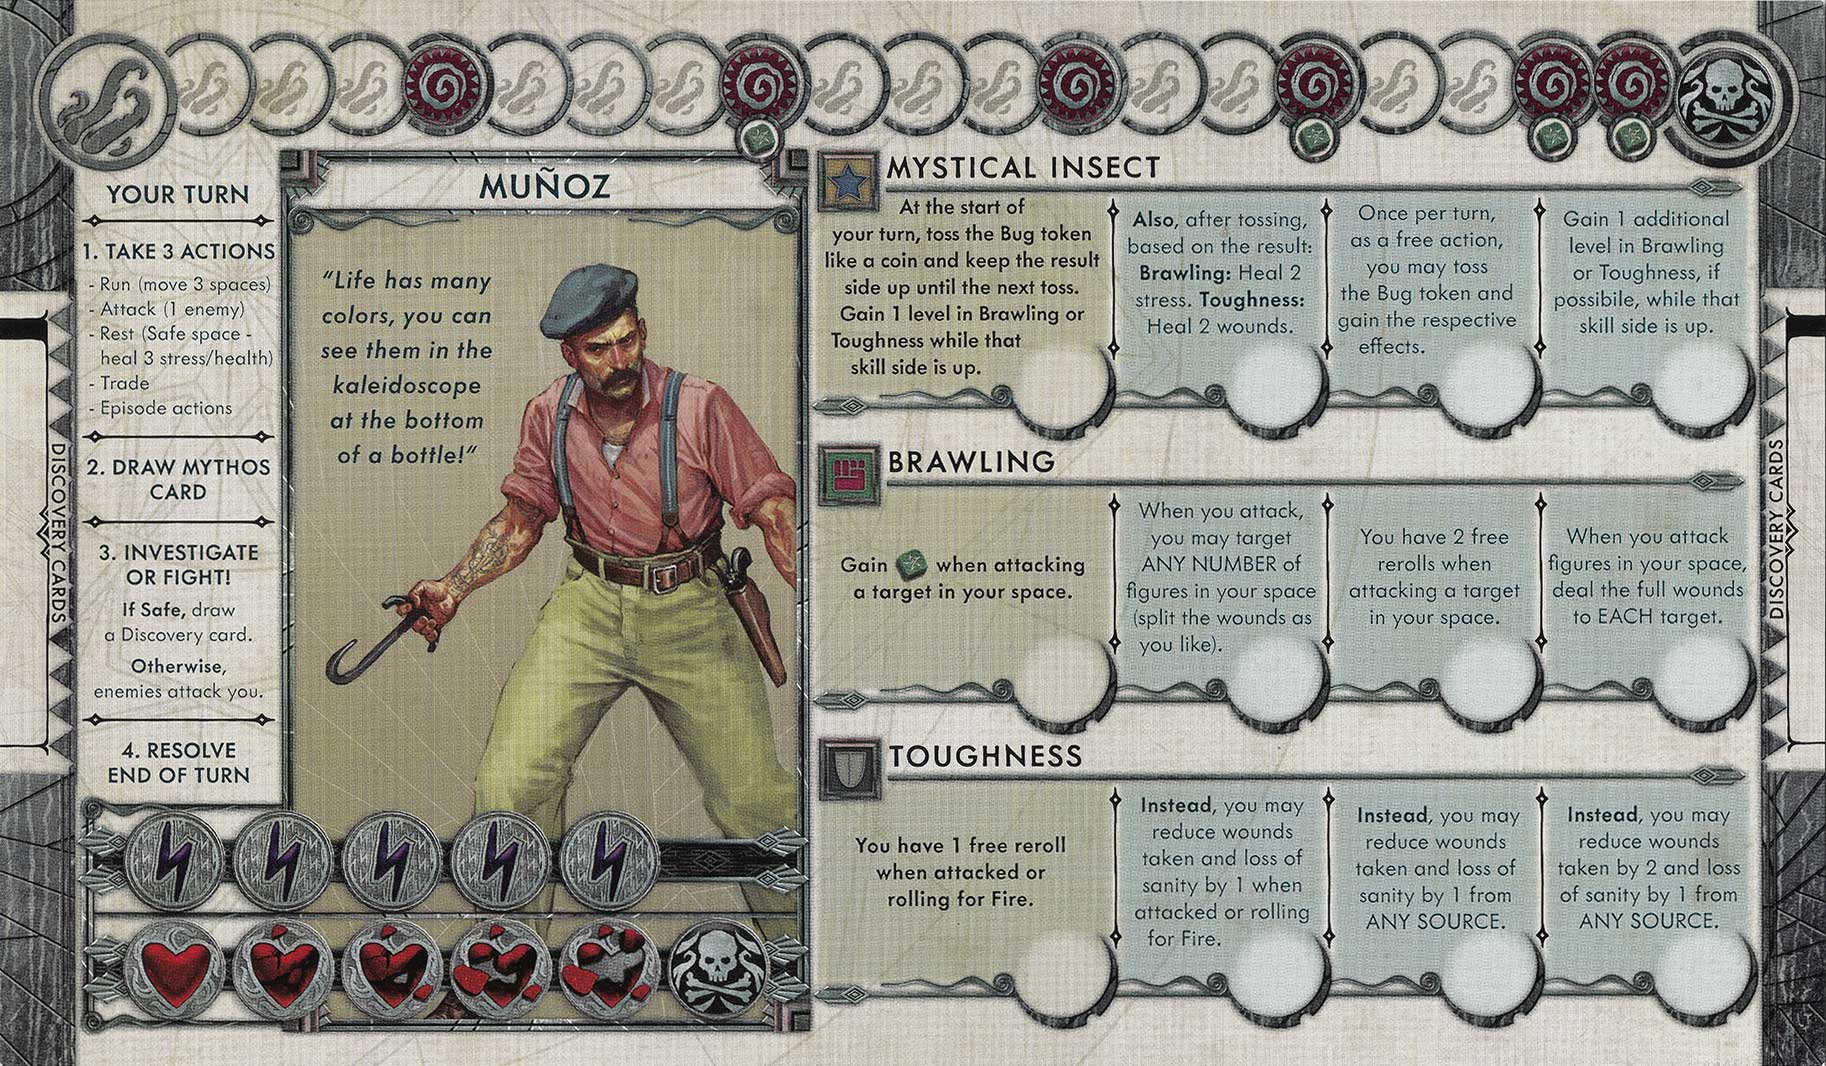 MUÑOZ
"Life has many
colors, you can
see them in the
kaleidoscope
at the bottom
of a bottle!"
YOUR TURN
1. TAKE 3 ACTIONS
- Run (move 3 spaces)
- Attack (1 enemy)
- Rest (Safe space -
heal 3 stress/health)
- Trade
- Episode actions
2. DRAW MYTHOS
CARD
3. INVESTIGATE
OR FIGHT!
If Safe, draw
a Discovery card.
Otherwise,
enemies attack you.
4. RESOLVE
END OF TURN
DISCOVERY CARDS
MYSTICAL INSECT
At the start of
your turn, toss the Bug token
like a coin and keep the result
side up until the next toss.
Gain 1 level in Brawling or
Toughness while that
skill side is up.
Also, after tossing,
based on the result:
Brawling: Heal 2
stress. Toughness:
Heal 2 wounds.
Once per turn,
as a free action,
you may toss
the Bug token and
gain the respective
effects.
Gain 1 additional
level in Brawling
or Toughness, if
possibile, while that
skill side is up.
BRAWLING
Gain when attacking
a target in your space.
When you attack,
you may target
ANY NUMBER of
figures in your space
(split the wounds as
you like).
You have 2 free
rerolls when
attacking a target
in your space.
When you attack
figures in your space,
deal the full wounds
to EACH target.
TOUGHNESS
You have 1 free reroll
when attacked or
rolling for Fire.
Instead, you may
reduce wounds
taken and loss of
sanity by 1 when
attacked or rolling
for Fire.
Instead, you may
reduce wounds
taken and loss of
sanity by 1 from
ANY SOURCE.
Instead, you may
reduce wounds
taken by 2 and loss
of sanity by 1 from
ANY SOURCE.
DISCOVERY CARDS